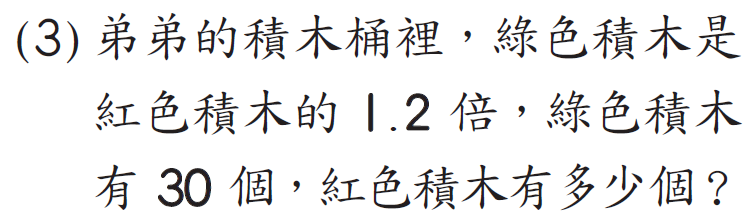 (3) 弟弟的積木桶裡，綠色積木是
紅色積木的 1.2 倍，綠色積木
有 30 個，紅色積木有多少個？